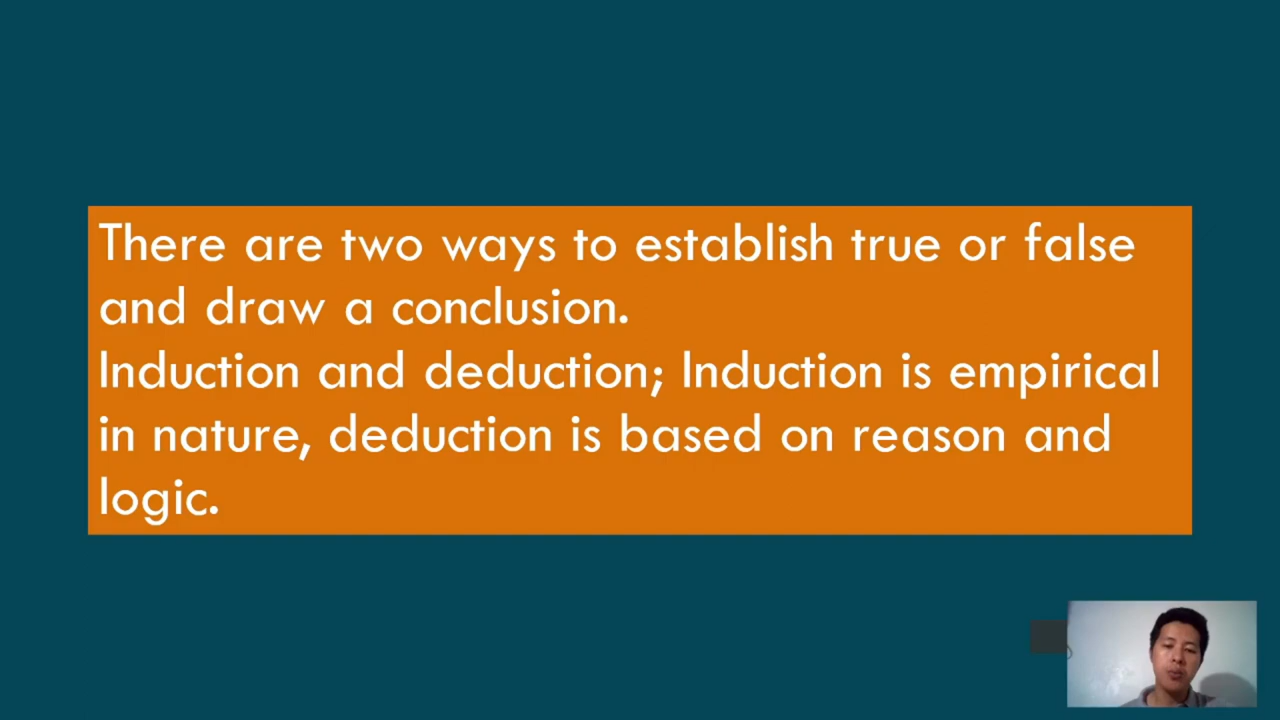 There are two ways to establish true or false
and draw a conclusion.
Induction and deduction; Induction is empirical
in nature, deduction is based on reason and
logic.